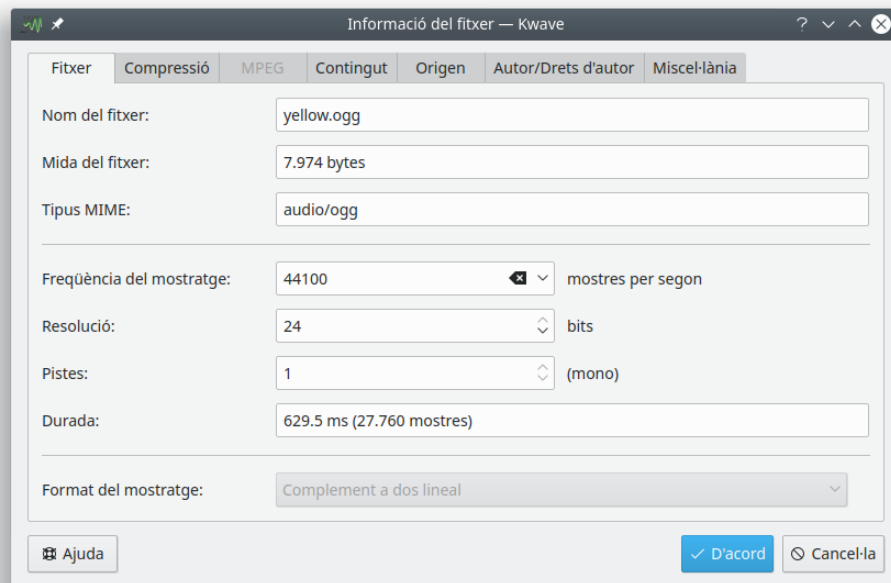 Informació del fitxer — Kwave
Fitxer Compressió MPEG Contingut Origen Autor/Drets d'autor Miscel·lània
Nom del fitxer: yellow.ogg
Mida del fitxer: 7.974 bytes
Tipus MIME: audio/ogg
Freqüència del mostratge: 44100 mostres per segon
Resolució: 24 bits
Pistes: 1 (mono)
Durada: 629.5 ms (27.760 mostres)
Format del mostratge: Complement a dos lineal
Ajuda D'acord Cancel·la